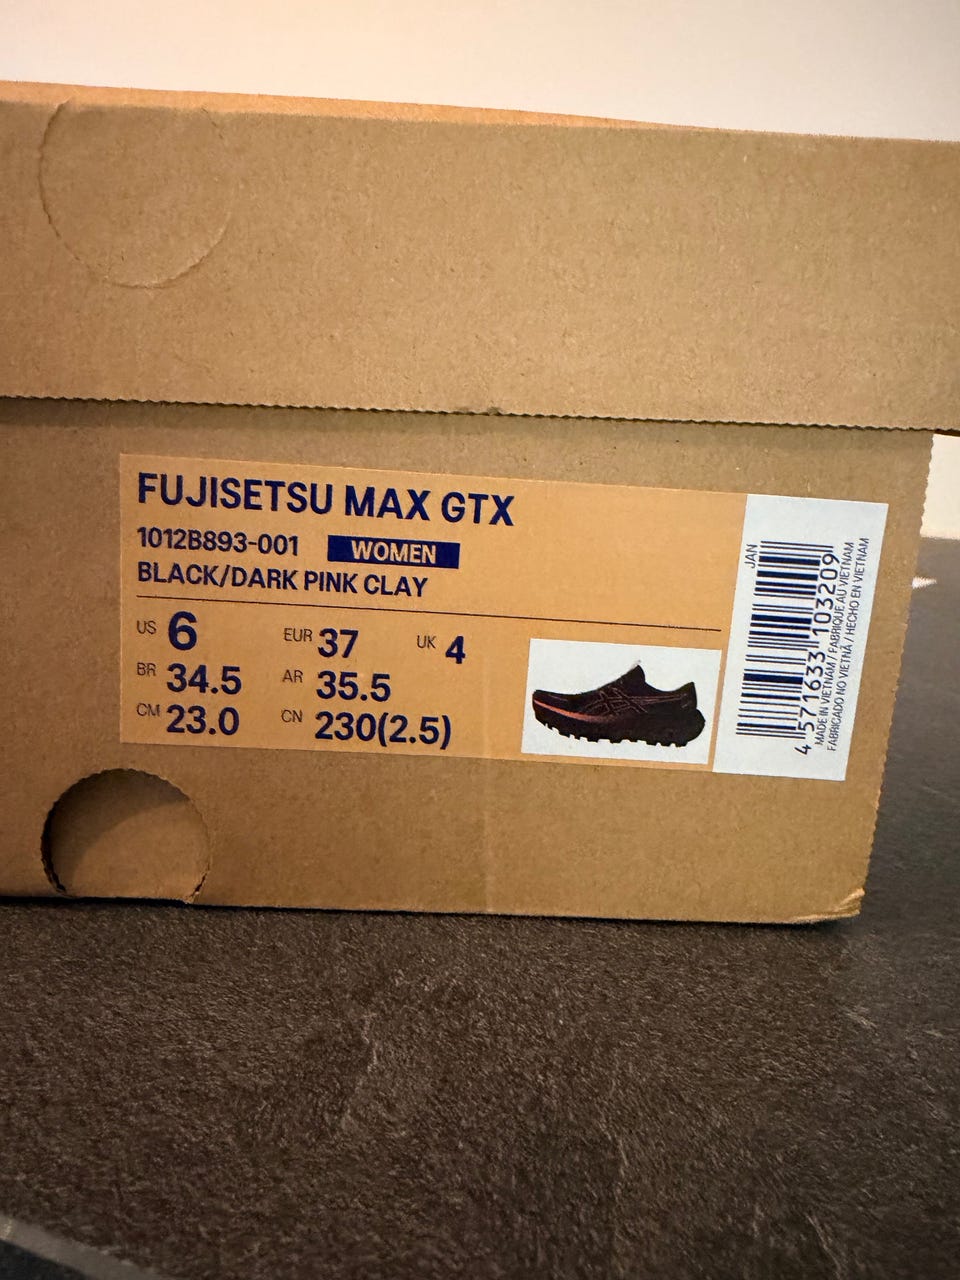 FUJISETSU MAX GTX
1012B893-001 WOMEN
BLACK/DARK PINK CLAY
US 6 EUR 37 UK 4
BR 34.5 AR 35.5
CM 23.0 CN 230(2.5)
JAN
4 571633 103209
MADE IN VIETNAM / FABRIQUÉ AU VIETNAM
FABRICADO NO VIETNÃ / HECHO EN VIETNAM